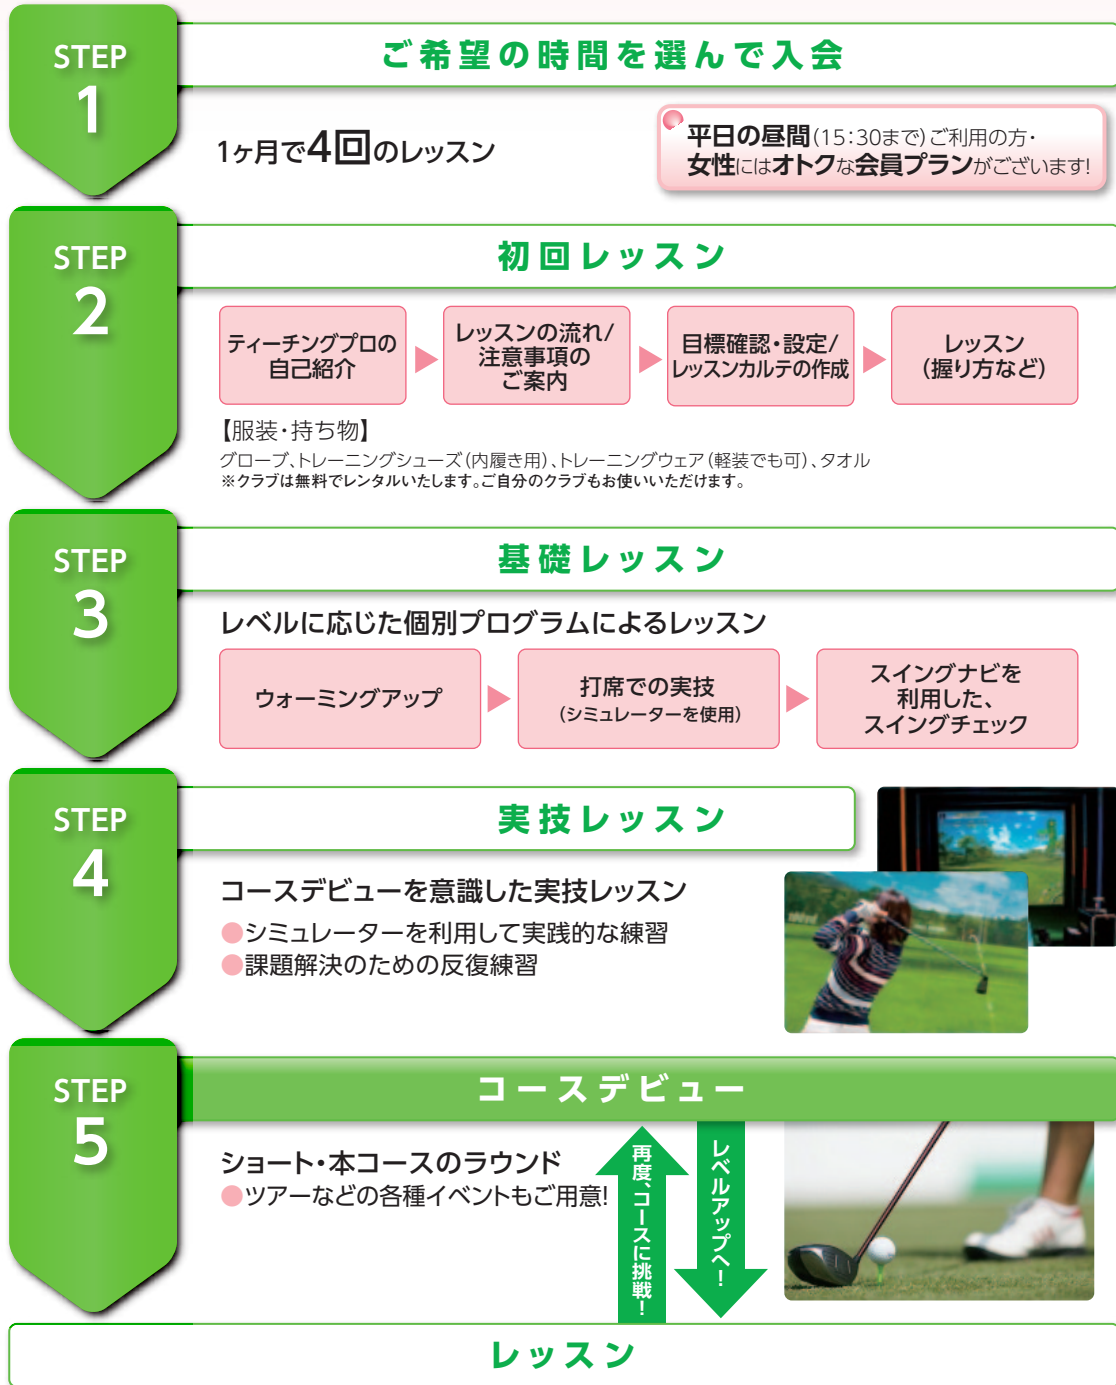 STEP
1
ご希望の時間を選んで入会
1ヶ月で4回のレッスン
平日の昼間(15:30まで)ご利用の方・
女性にはオトクな会員プランがございます!
STEP
2
初回レッスン
ティーチングプロの
自己紹介
レッスンの流れ/
注意事項の
ご案内
目標確認・設定/
レッスンカルテの作成
レッスン
(握り方など)
【服装・持ち物】
グローブ、トレーニングシューズ(内履き用)、トレーニングウェア(軽装でも可)、タオル
※クラブは無料でレンタルいたします。ご自分のクラブもお使いいただけます。
STEP
3
基礎レッスン
レベルに応じた個別プログラムによるレッスン
ウォーミングアップ
打席での実技
(シミュレーターを使用)
スイングナビを
利用した、
スイングチェック
STEP
4
実技レッスン
コースデビューを意識した実技レッスン
●シミュレーターを利用して実践的な練習
●課題解決のための反復練習
STEP
5
コースデビュー
ショート・本コースのラウンド
●ツアーなどの各種イベントもご用意!
再度、コースに挑戦!
レベルアップへ!
レッスン